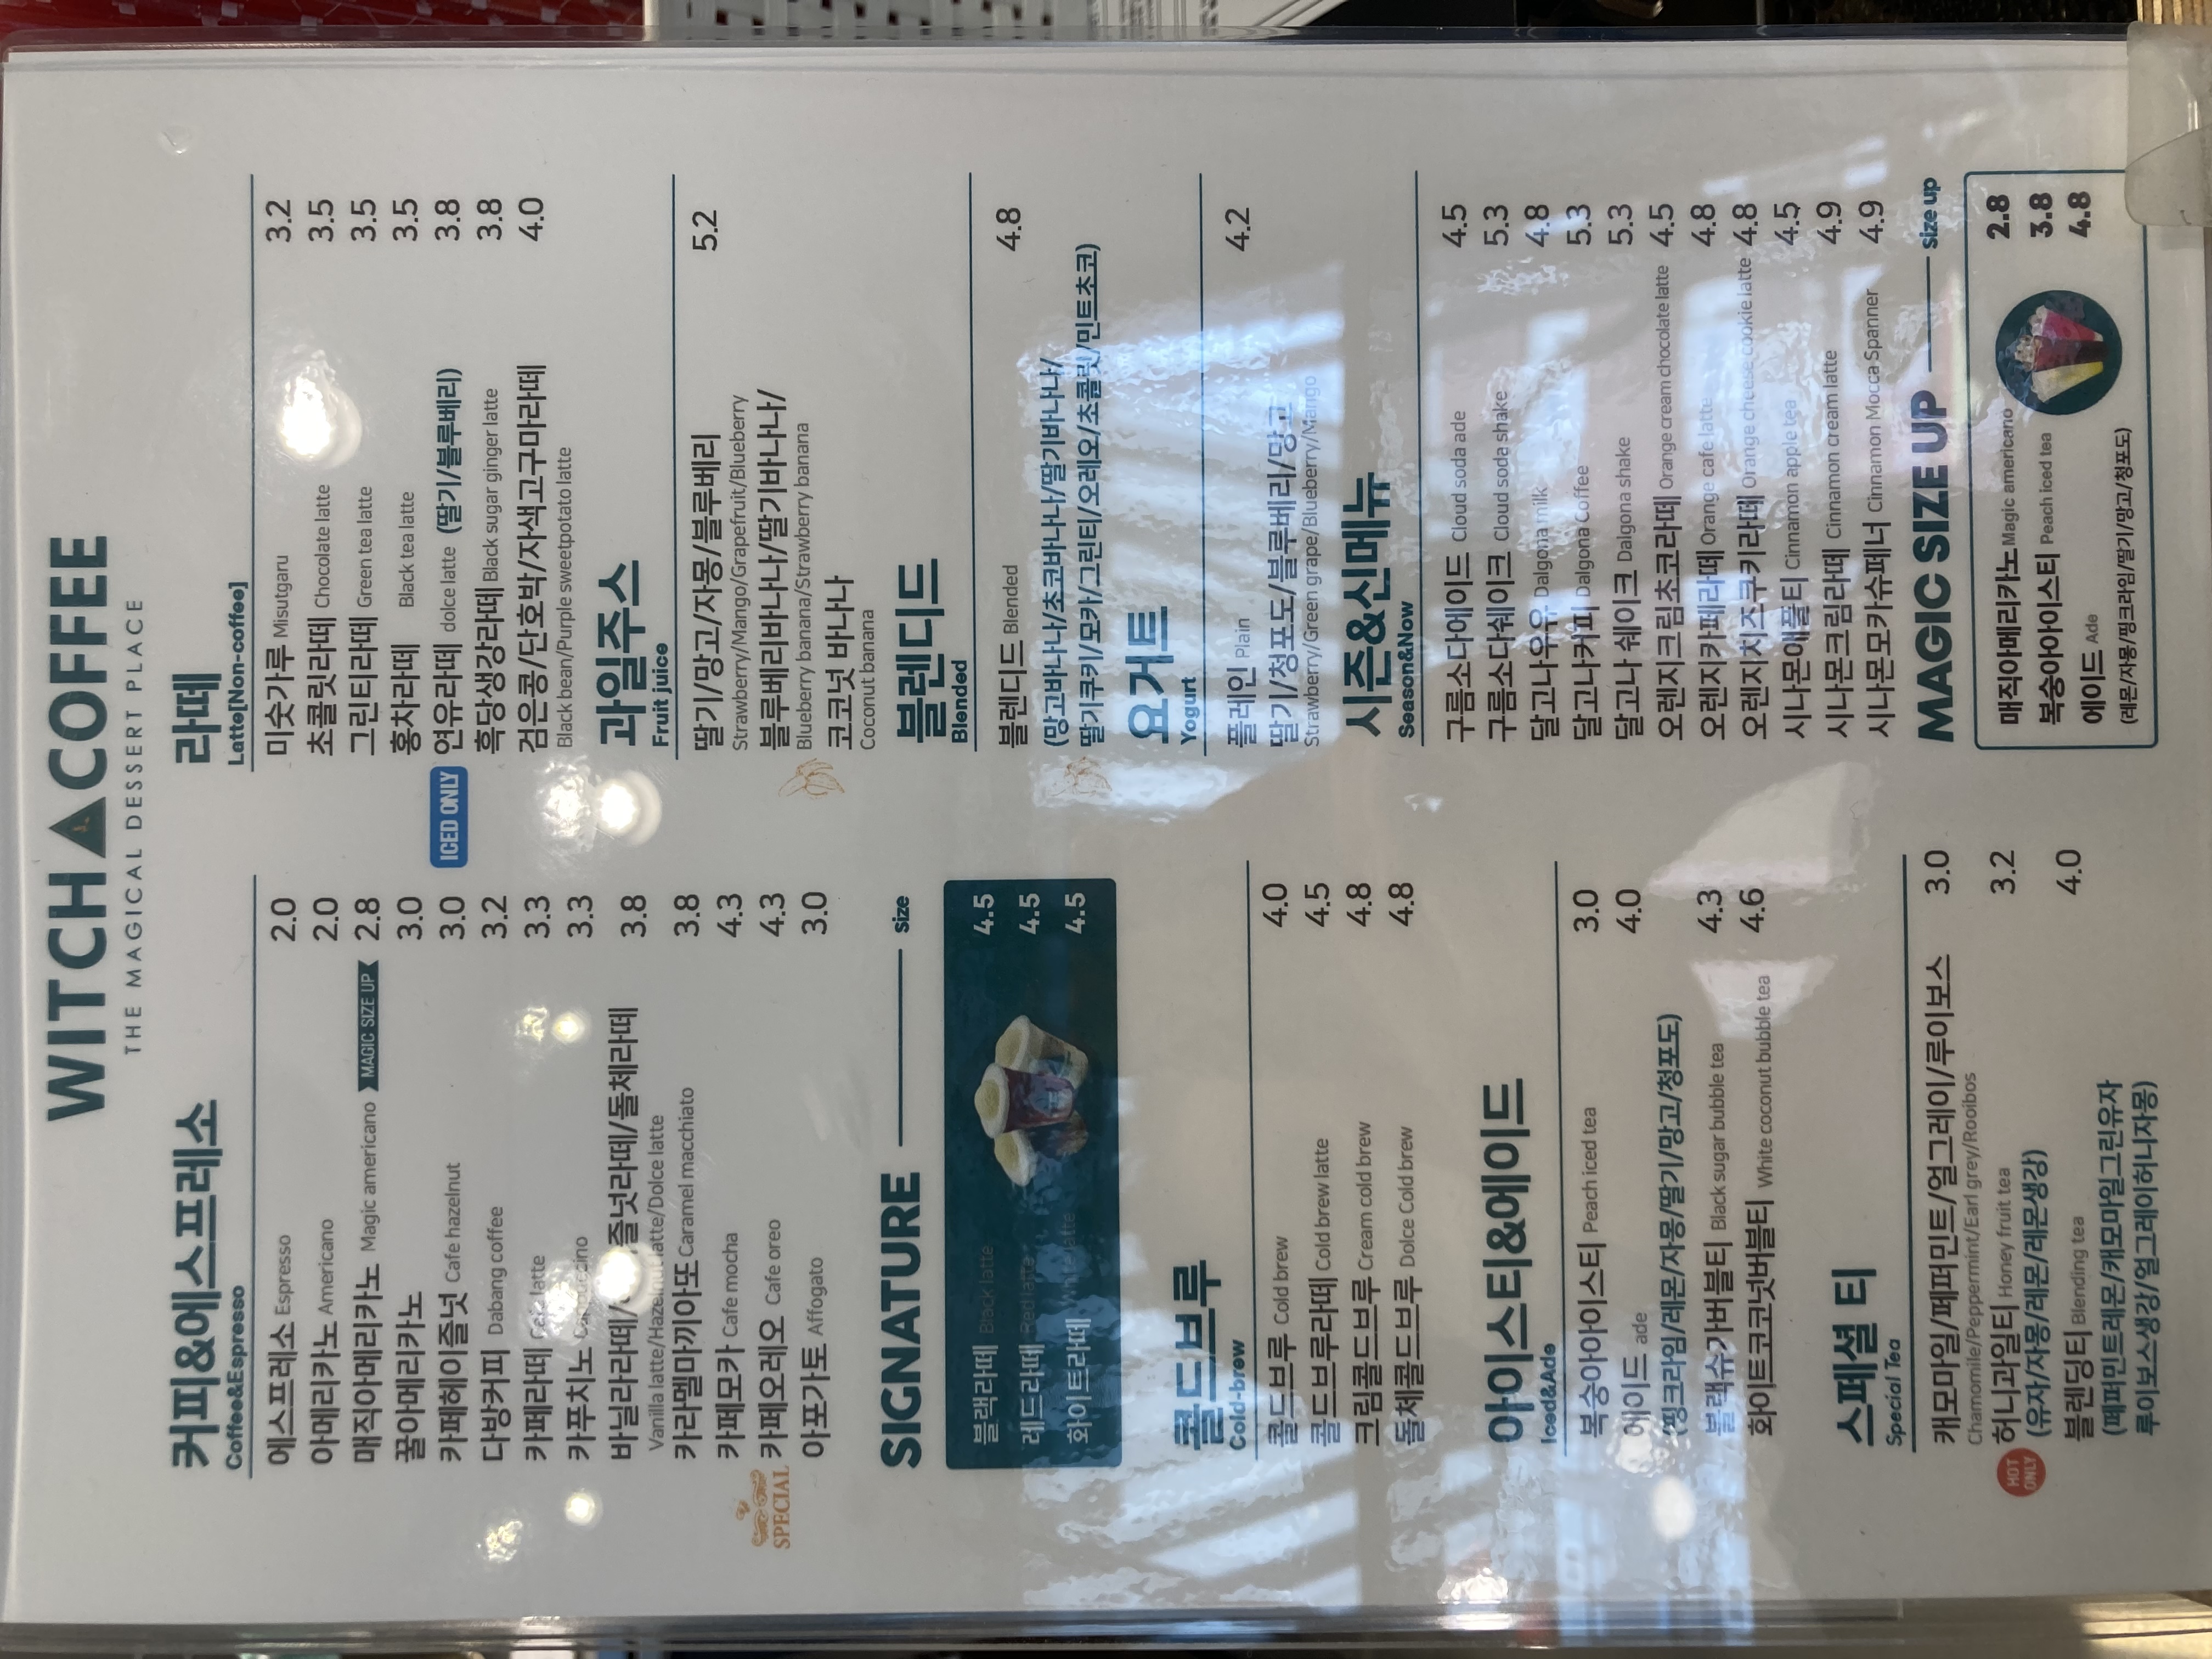 WITCH COFFEE
THE MAGICAL DESSERT PLACE
커피&에스프레소
Coffee&Espresso
에스프레소 Espresso 2.0
아메리카노 Americano 2.0
매직아메리카노 Magic americano MAGIC SIZE UP 2.8
꿀아메리카노 3.0
카페헤이즐넛 Cafe hazelnut 3.0
다방커피 Dabang coffee 3.2
카페라떼 Cafe latte 3.3
카푸치노 3.3
바닐라라떼/ 즐넛라떼/돌체라떼 3.8
Vanilla latte/Hazelnut latte/Dolce latte
카라멜마끼아또 Caramel macchiato 3.8
카페모카 Cafe mocha 4.3
SPECIAL 카페오레오 Cafe oreo 4.3
아포가토 Affogato 3.0
SIGNATURE size
블랙라떼 Black latte 4.5
레드라떼 Red latte 4.5
화이트라떼 White latte 4.5
콜드브루
Cold-brew
콜드브루 Cold brew 4.0
콜드브루라떼 Cold brew latte 4.5
크림콜드브루 Cream cold brew 4.8
돌체콜드브루 Dolce Cold brew 4.8
아이스티&에이드
Iced&Ade
복숭아아이스티 Peach iced tea 3.0
에이드 ade 4.0
(핑크라임/레몬/자몽/딸기/망고/청포도)
블랙슈가버블티 Black sugar bubble tea 4.3
화이트코코넛버블티 White coconut bubble tea 4.6
스페셜 티
Special Tea
캐모마일/페퍼민트/얼그레이/루이보스 3.0
Chamomile/Peppermint/Earl grey/Rooibos
HOT ONLY 허니과일티 Honey fruit tea 3.2
(유자/자몽/레몬/레몬생강)
블렌딩티 Blending tea 4.0
(페퍼민트레몬/캐모마일그린유자
루이보스생강/얼그레이허니자몽)
라떼
Latte[Non-coffee]
미숫가루 Misutgaru 3.2
초콜릿라떼 Chocolate latte 3.5
그린티라떼 Green tea latte 3.5
홍차라떼 Black tea latte 3.5
ICED ONLY 연유라떼 dolce latte (딸기/블루베리) 3.8
흑당생강라떼 Black sugar ginger latte 3.8
검은콩/단호박/자색고구마라떼 4.0
Black bean/Purple sweetpotato latte
과일주스
Fruit juice
딸기/망고/자몽/블루베리 5.2
Strawberry/Mango/Grapefruit/Blueberry
블루베리바나나/딸기바나나/
Blueberry banana/Strawberry banana
코코넛 바나나
Coconut banana
블렌디드
Blended
블렌디드 Blended 4.8
(망고바나나/초코바나나/딸기바나나/
딸기쿠키/모카/그린티/오레오/초콜릿/민트초코)
요거트
Yogurt
플레인 Plain 4.2
딸기/청포도/블루베리/망고
Strawberry/Green grape/Blueberry/Mango
시즌&신메뉴
Season&Now
구름소다에이드 Cloud soda ade 4.5
구름소다쉐이크 Cloud soda shake 5.3
달고나우유 Dalgona milk 4.8
달고나커피 Dalgona Coffee 5.3
달고나 쉐이크 Dalgona shake 5.3
오렌지크림초코라떼 Orange cream chocolate latte 4.5
오렌지카페라떼 Orange cafe latte 4.8
오렌지치즈쿠키라떼 Orange cheese cookie latte 4.8
시나몬애플티 Cinnamon apple tea 4.5
시나몬크림라떼 Cinnamon cream latte 4.9
시나몬모카슈페너 Cinnamon Mocca Spanner 4.9
MAGIC SIZE UP Size up
매직아메리카노 Magic americano 2.8
복숭아아이스티 Peach iced tea 3.8
에이드 Ade 4.8
(레몬/자몽/핑크라임/딸기/망고/청포도)